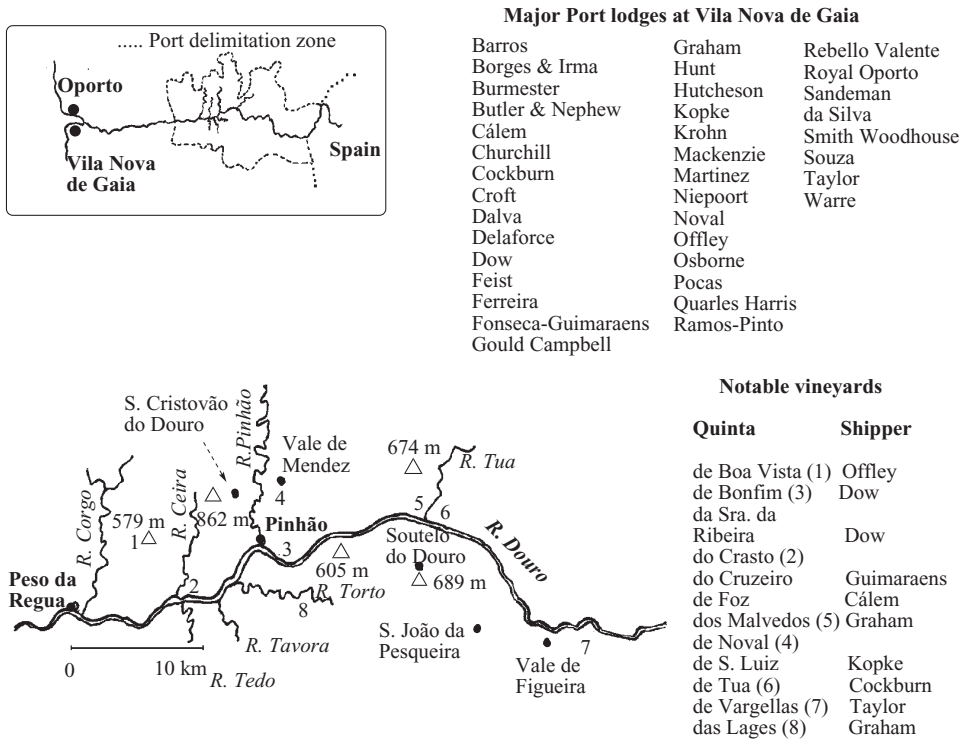 Major Port lodges at Vila Nova de Gaia
..... Port delimitation zone
Oporto
Vila Nova
de Gaia
Spain
Barros
Borges & Irma
Burmester
Butler & Nephew
Cálem
Churchill
Cockburn
Croft
Dalva
Delaforce
Dow
Feist
Ferreira
Fonseca-Guimaraens
Gould Campbell
Graham
Hunt
Hutcheson
Kopke
Krohn
Mackenzie
Martinez
Niepoort
Noval
Offley
Osborne
Pocas
Quarles Harris
Ramos-Pinto
Rebello Valente
Royal Oporto
Sandeman
da Silva
Smith Woodhouse
Souza
Taylor
Warre
S. Cristovão
do Douro
R.Pinhão
Vale de
Mendez
4
674 m
R. Tua
R. Corgo
579 m
1
R. Ceira
862 m
Pinhão
3
5
6
R. Douro
Soutelo
do Douro
605 m
689 m
Peso da
Regua
2
R. Torto
8
R. Tavora
S. João da
Pesqueira
Vale de
Figueira
7
0
10 km
R. Tedo
Notable vineyards
Quinta Shipper
de Boa Vista (1) Offley
de Bonfim (3) Dow
da Sra. da
Ribeira Dow
do Crasto (2)
do Cruzeiro Guimaraens
de Foz Cálem
dos Malvedos (5) Graham
de Noval (4)
de S. Luiz Kopke
de Tua (6) Cockburn
de Vargellas (7) Taylor
das Lages (8) Graham